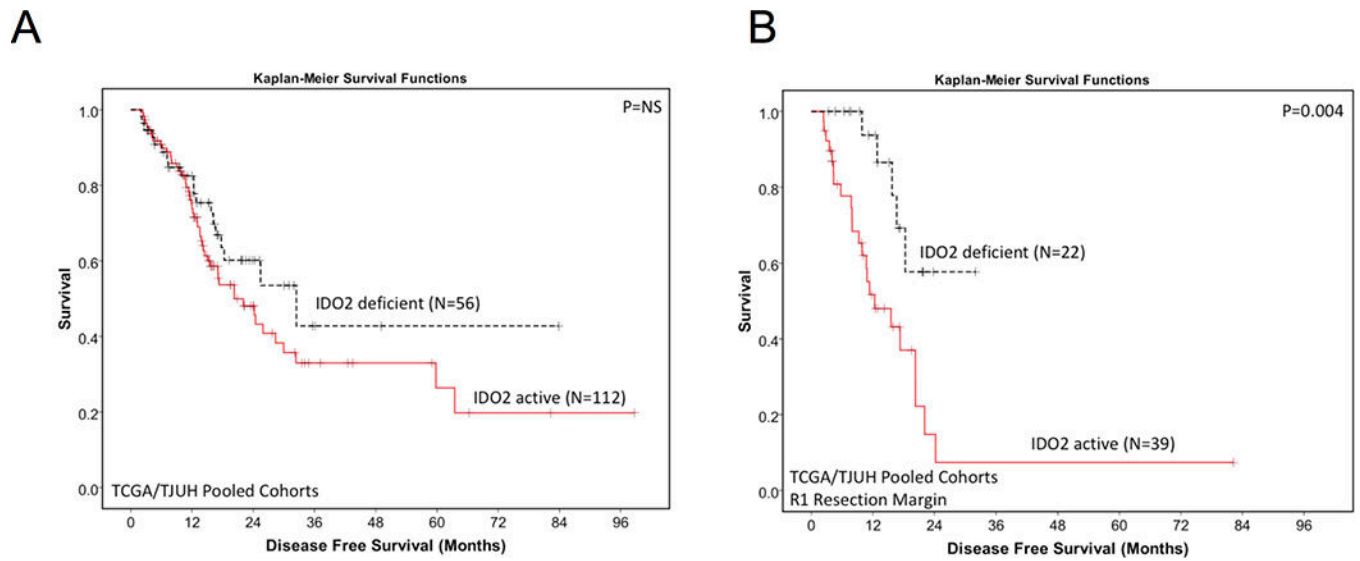 A
Kaplan-Meier Survival Functions
P=NS
1.0
0.8
0.6
0.4
0.2
0.0
Survival
IDO2 deficient (N=56)
IDO2 active (N=112)
TCGA/TJUH Pooled Cohorts
0 12 24 36 48 60 72 84 96
Disease Free Survival (Months)
B
Kaplan-Meier Survival Functions
P=0.004
1.0
0.8
0.6
0.4
0.2
0.0
Survival
IDO2 deficient (N=22)
IDO2 active (N=39)
TCGA/TJUH Pooled Cohorts
R1 Resection Margin
0 12 24 36 48 60 72 84 96
Disease Free Survival (Months)